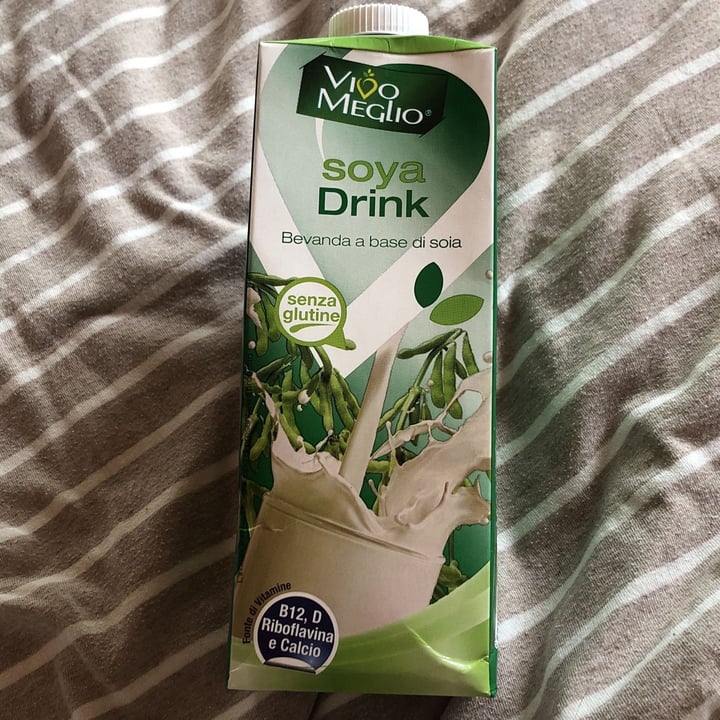 VIVO
MEGLIO®
soya
Drink
Bevanda a base di soia
senza
glutine
Fonte di Vitamine
B12, D
Riboflavina
e Calcio